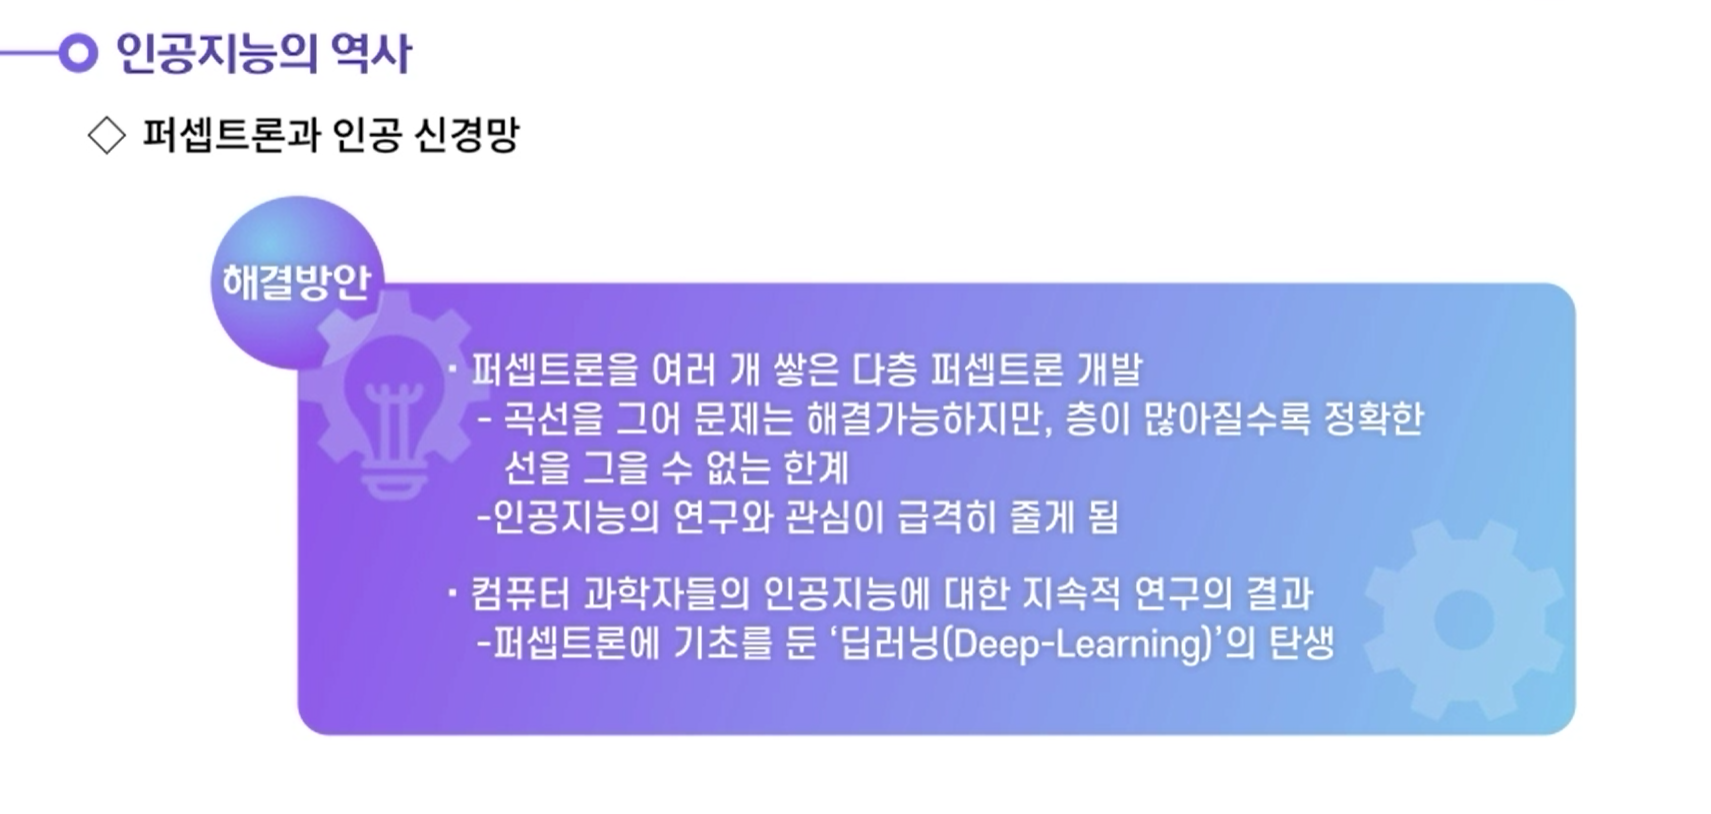 인공지능의 역사
◇ 퍼셉트론과 인공 신경망
해결방안
· 퍼셉트론을 여러 개 쌓은 다층 퍼셉트론 개발
- 곡선을 그어 문제는 해결가능하지만, 층이 많아질수록 정확한
선을 그을 수 없는 한계
-인공지능의 연구와 관심이 급격히 줄게 됨
· 컴퓨터 과학자들의 인공지능에 대한 지속적 연구의 결과
-퍼셉트론에 기초를 둔 ‘딥러닝(Deep-Learning)’의 탄생